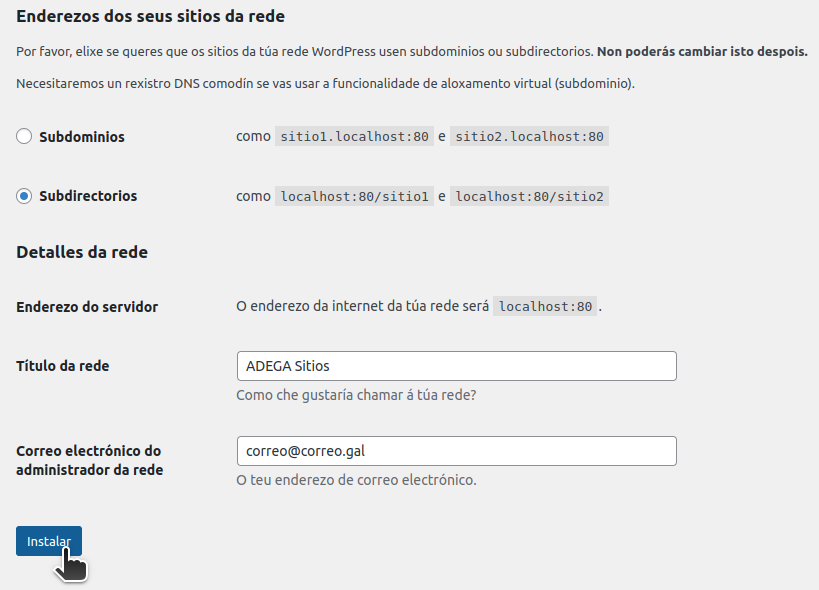 Enderezos dos seus sitios da rede
Por favor, elixe se queres que os sitios da túa rede WordPress usen subdominios ou subdirectorios. Non poderás cambiar isto despois.
Necesitaremos un rexistro DNS comodín se vas usar a funcionalidade de aloxamento virtual (subdominio).
Subdominios como sitio1.localhost:80 e sitio2.localhost:80
Subdirectorios como localhost:80/sitio1 e localhost:80/sitio2
Detalles da rede
Enderezo do servidor O enderezo da internet da túa rede será localhost:80 .
Título da rede ADEGA Sitios
Como che gustaría chamar á túa rede?
Correo electrónico do
administrador da rede
correo@correo.gal
O teu enderezo de correo electrónico.
Instalar